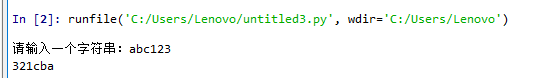 In [2]: runfile('C:/Users/Lenovo/untitled3.py', wdir='C:/Users/Lenovo')
请输入一个字符串：abc123
321cba